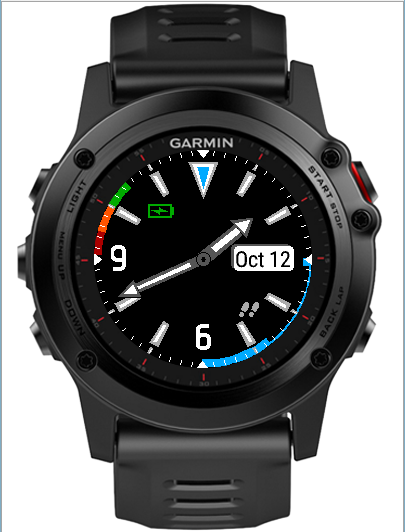 GARMIN
LIGHT
START STOP
9
Oct 12
MENU UP
DOWN
BACK LAP
6